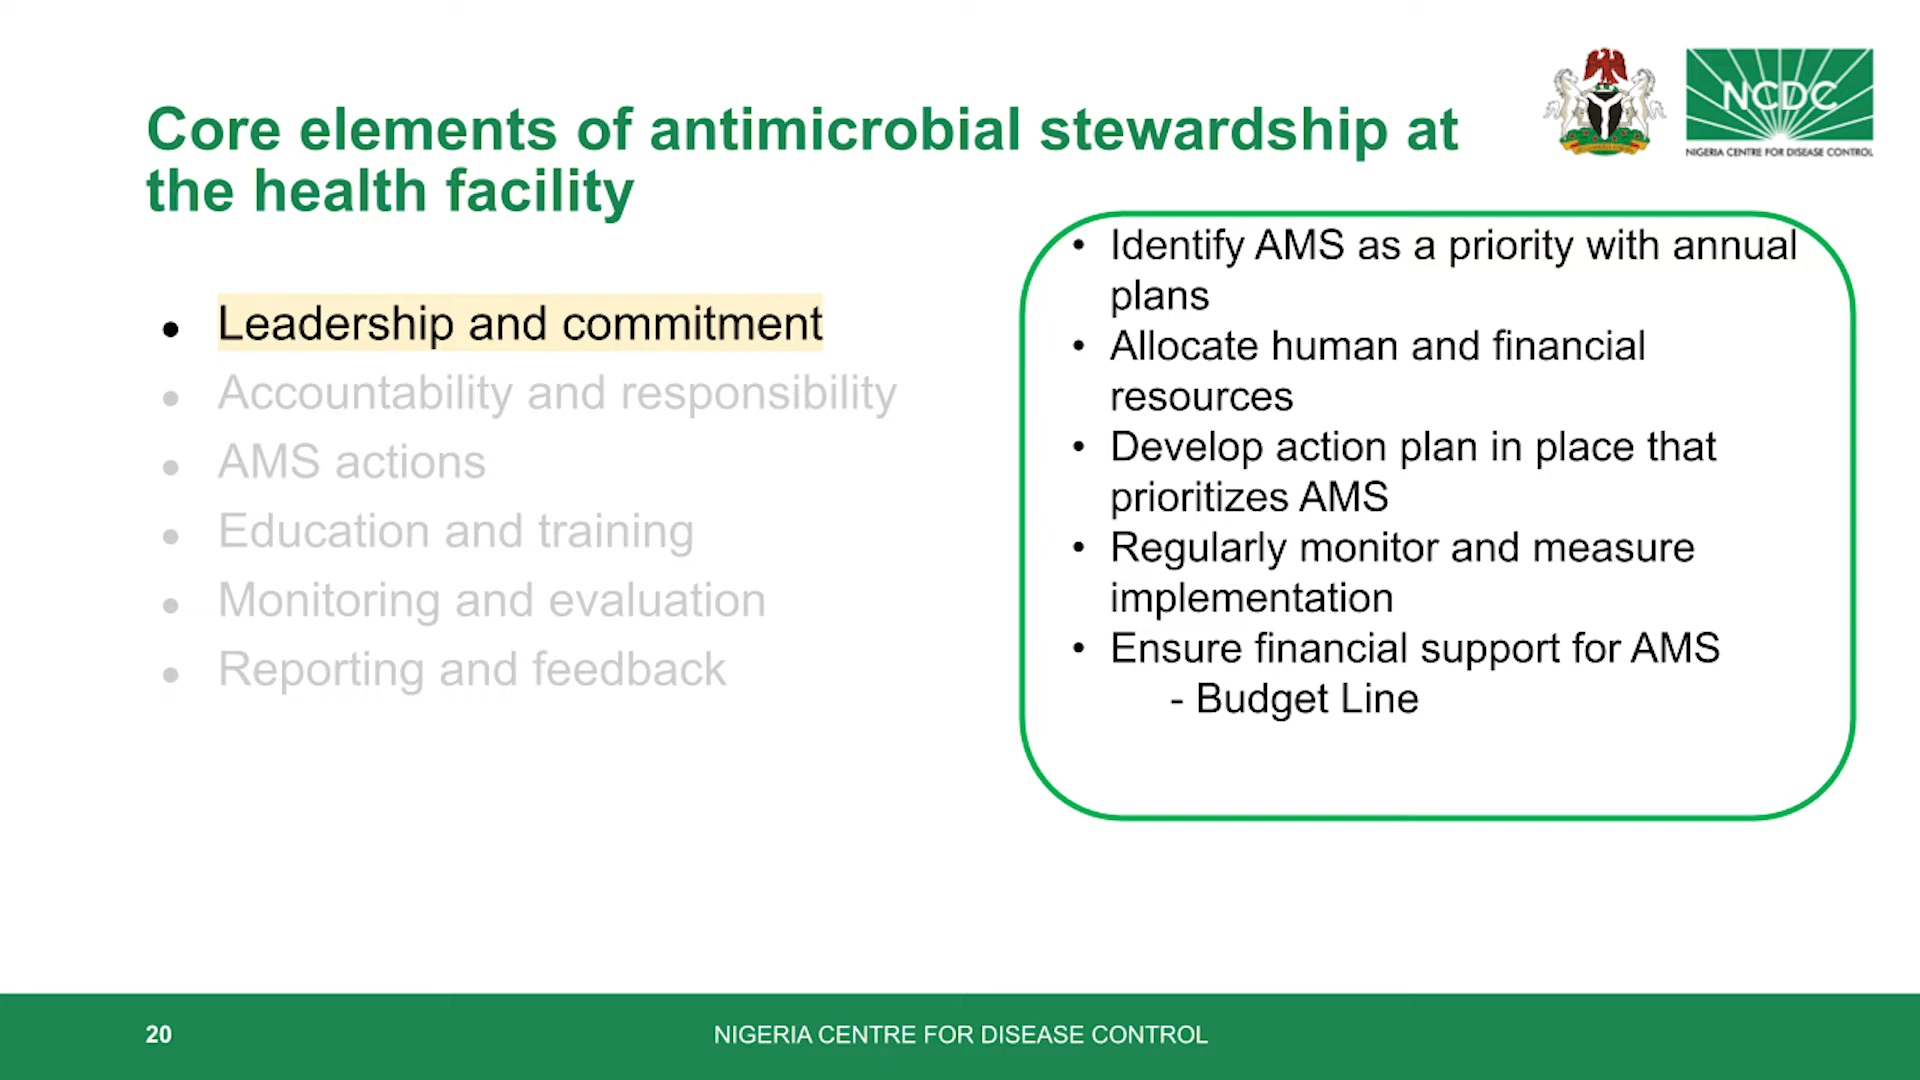 Core elements of antimicrobial stewardship at
the health facility
NCDC
NIGERIA CENTRE FOR DISEASE CONTROL
• Leadership and commitment
• Accountability and responsibility
• AMS actions
• Education and training
• Monitoring and evaluation
• Reporting and feedback
• Identify AMS as a priority with annual
plans
• Allocate human and financial
resources
• Develop action plan in place that
prioritizes AMS
• Regularly monitor and measure
implementation
• Ensure financial support for AMS
- Budget Line
20
NIGERIA CENTRE FOR DISEASE CONTROL